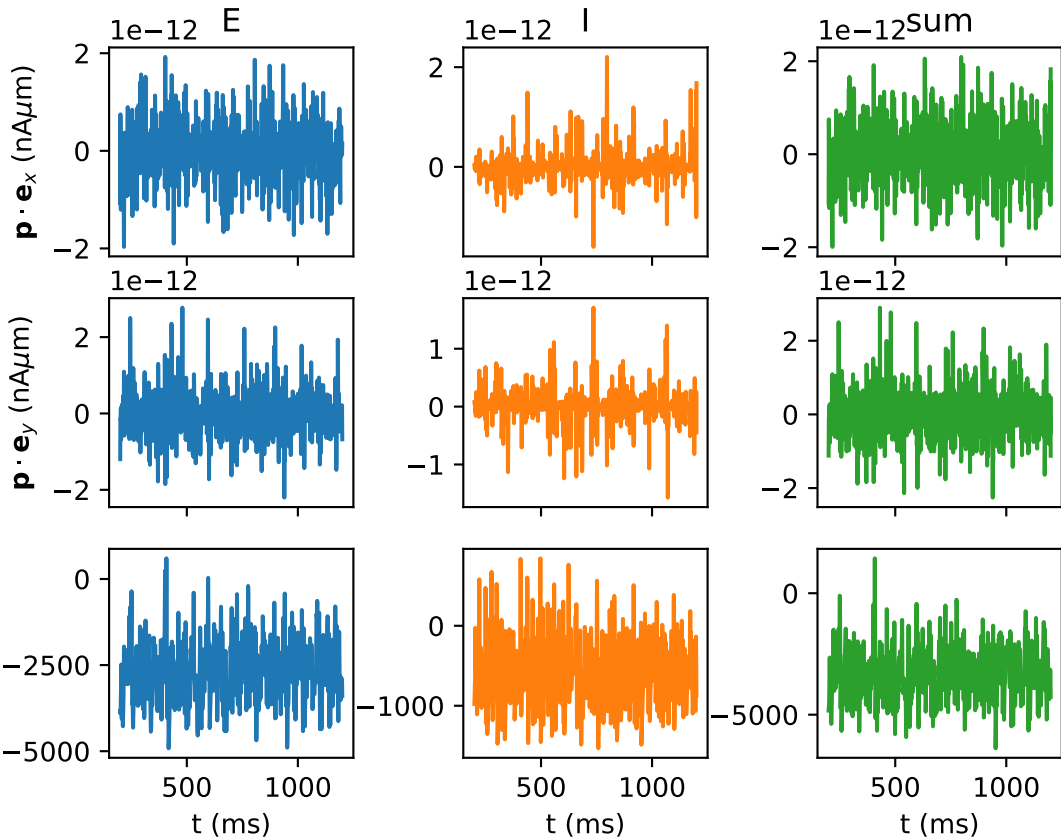 E I sum
1e−12 1e−12 1e−12
2 2 2
0 0 0
−2 −2
p · e_x (nAμm)
1e−12 1e−12 1e−12
2 1 2
0 0 0
−2 −1 −2
p · e_y (nAμm)
0 0 0
−2500 −1000 −5000
−5000
500 1000 500 1000 500 1000
t (ms) t (ms) t (ms)